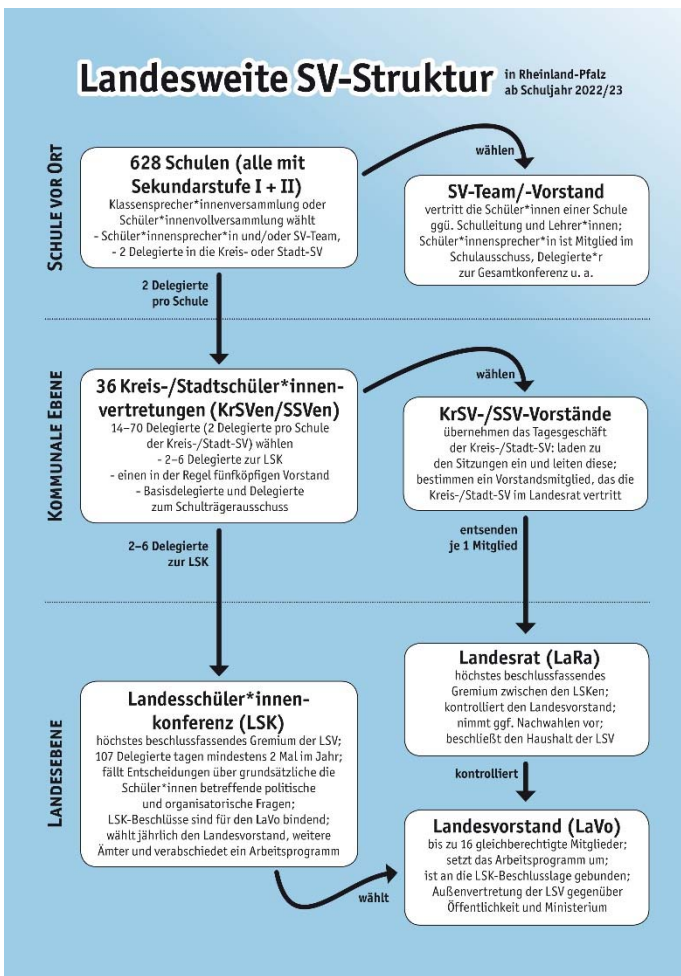 Landesweite SV-Struktur
in Rheinland-Pfalz
ab Schuljahr 2022/23
SCHULE VOR ORT
628 Schulen (alle mit
Sekundarstufe I + II)
Klassensprecher*innenversammlung oder
Schüler*innenvollversammlung wählt
- Schüler*innensprecher*in und/oder SV-Team,
- 2 Delegierte in die Kreis- oder Stadt-SV
wählen
SV-Team/-Vorstand
vertritt die Schüler*innen einer Schule
ggü. Schulleitung und Lehrer*innen;
Schüler*innensprecher*in ist Mitglied im
Schulausschuss, Delegierte*r
zur Gesamtkonferenz u. a.
2 Delegierte
pro Schule
KOMMUNALE EBENE
36 Kreis-/Stadtschüler*innen-
vertretungen (KrSVen/SSVen)
14–70 Delegierte (2 Delegierte pro Schule
der Kreis-/Stadt-SV) wählen
- 2–6 Delegierte zur LSK
- einen in der Regel fünfköpfigen Vorstand
- Basisdelegierte und Delegierte
zum Schulträgerausschuss
wählen
KrSV-/SSV-Vorstände
übernehmen das Tagesgeschäft
der Kreis-/Stadt-SV: laden zu
den Sitzungen ein und leiten diese;
bestimmen ein Vorstandsmitglied, das die
Kreis-/Stadt-SV im Landesrat vertritt
2–6 Delegierte
zur LSK
entsenden
je 1 Mitglied
LANDESEBENE
Landesschüler*innen-
konferenz (LSK)
höchstes beschlussfassendes Gremium der LSV;
107 Delegierte tagen mindestens 2 Mal im Jahr;
fällt Entscheidungen über grundsätzliche die
Schüler*innen betreffende politische
und organisatorische Fragen;
LSK-Beschlüsse sind für den LaVo bindend;
wählt jährlich den Landesvorstand, weitere
Ämter und verabschiedet ein Arbeitsprogramm
Landesrat (LaRa)
höchstes beschlussfassendes
Gremium zwischen den LSKen;
kontrolliert den Landesvorstand;
nimmt ggf. Nachwahlen vor;
beschließt den Haushalt der LSV
kontrolliert
Landesvorstand (LaVo)
bis zu 16 gleichberechtigte Mitglieder;
setzt das Arbeitsprogramm um;
ist an die LSK-Beschlusslage gebunden;
Außenvertretung der LSV gegenüber
Öffentlichkeit und Ministerium
wählt